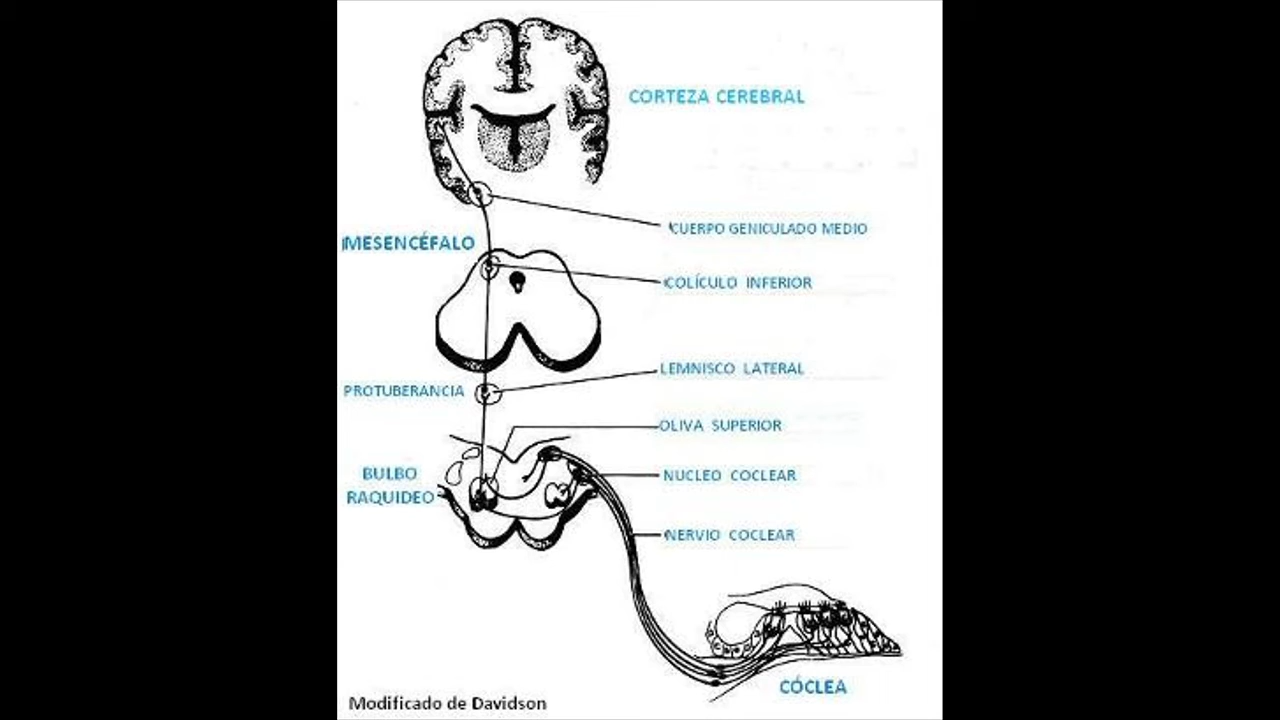 CORTEZA CEREBRAL
CUERPO GENICULADO MEDIO
MESENCÉFALO
COLÍCULO INFERIOR
LEMNISCO LATERAL
PROTUBERANCIA
OLIVA SUPERIOR
BULBO
RAQUIDEO
NUCLEO COCLEAR
NERVIO COCLEAR
CÓCLEA
Modificado de Davidson